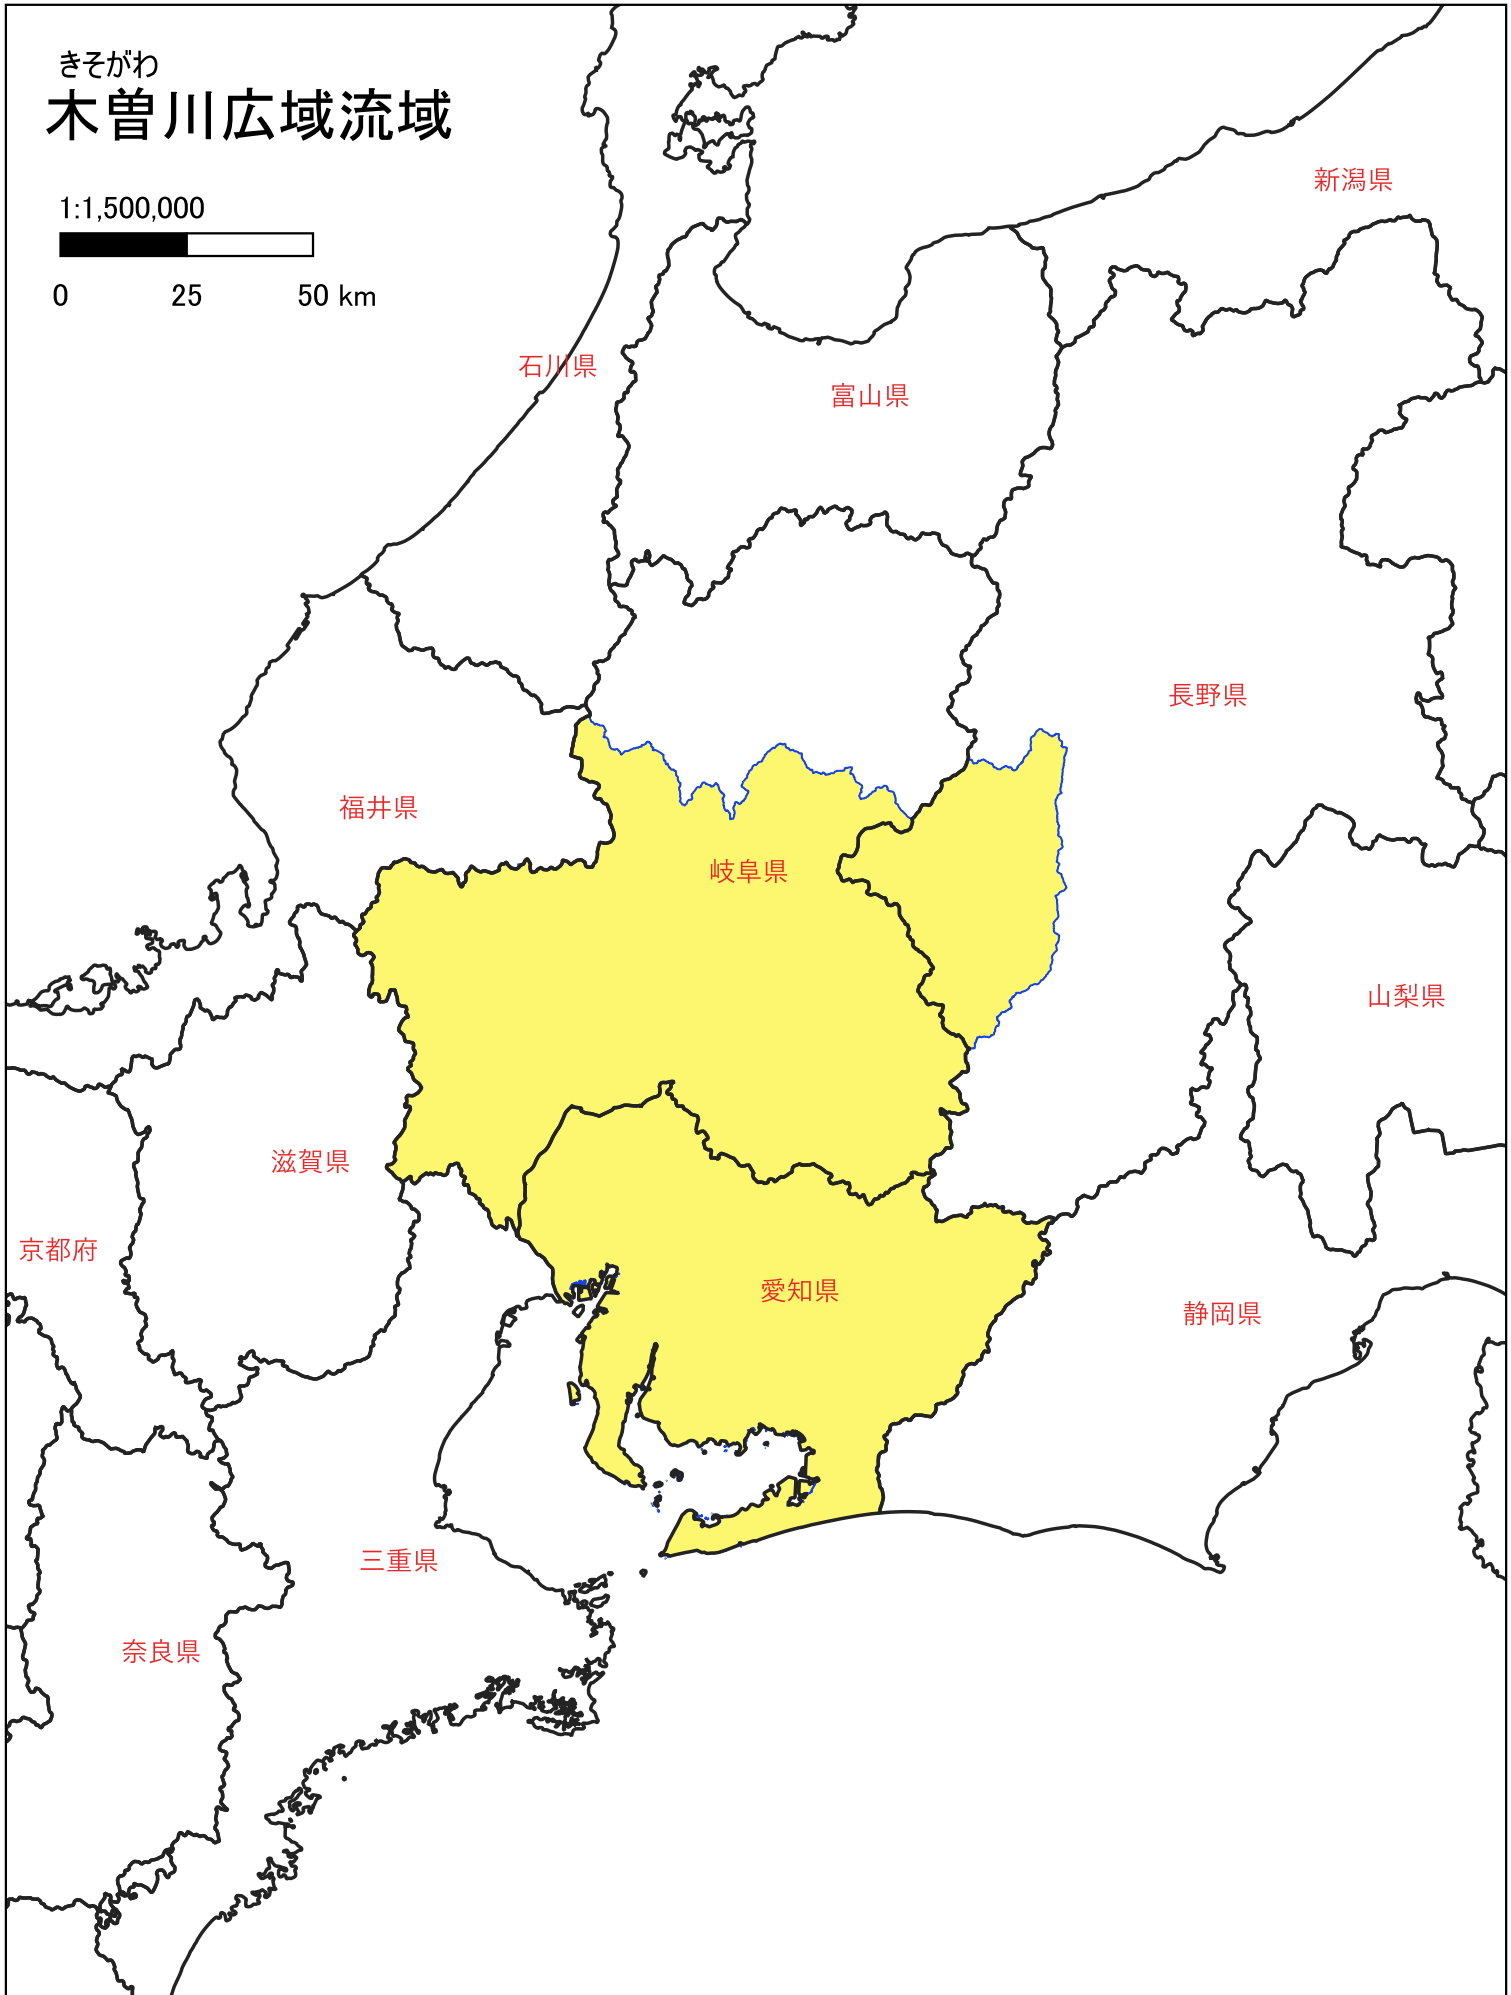 きそがわ
木曽川広域流域
1:1,500,000
0 25 50 km
新潟県
石川県
富山県
長野県
福井県
岐阜県
山梨県
滋賀県
京都府
愛知県
静岡県
三重県
奈良県